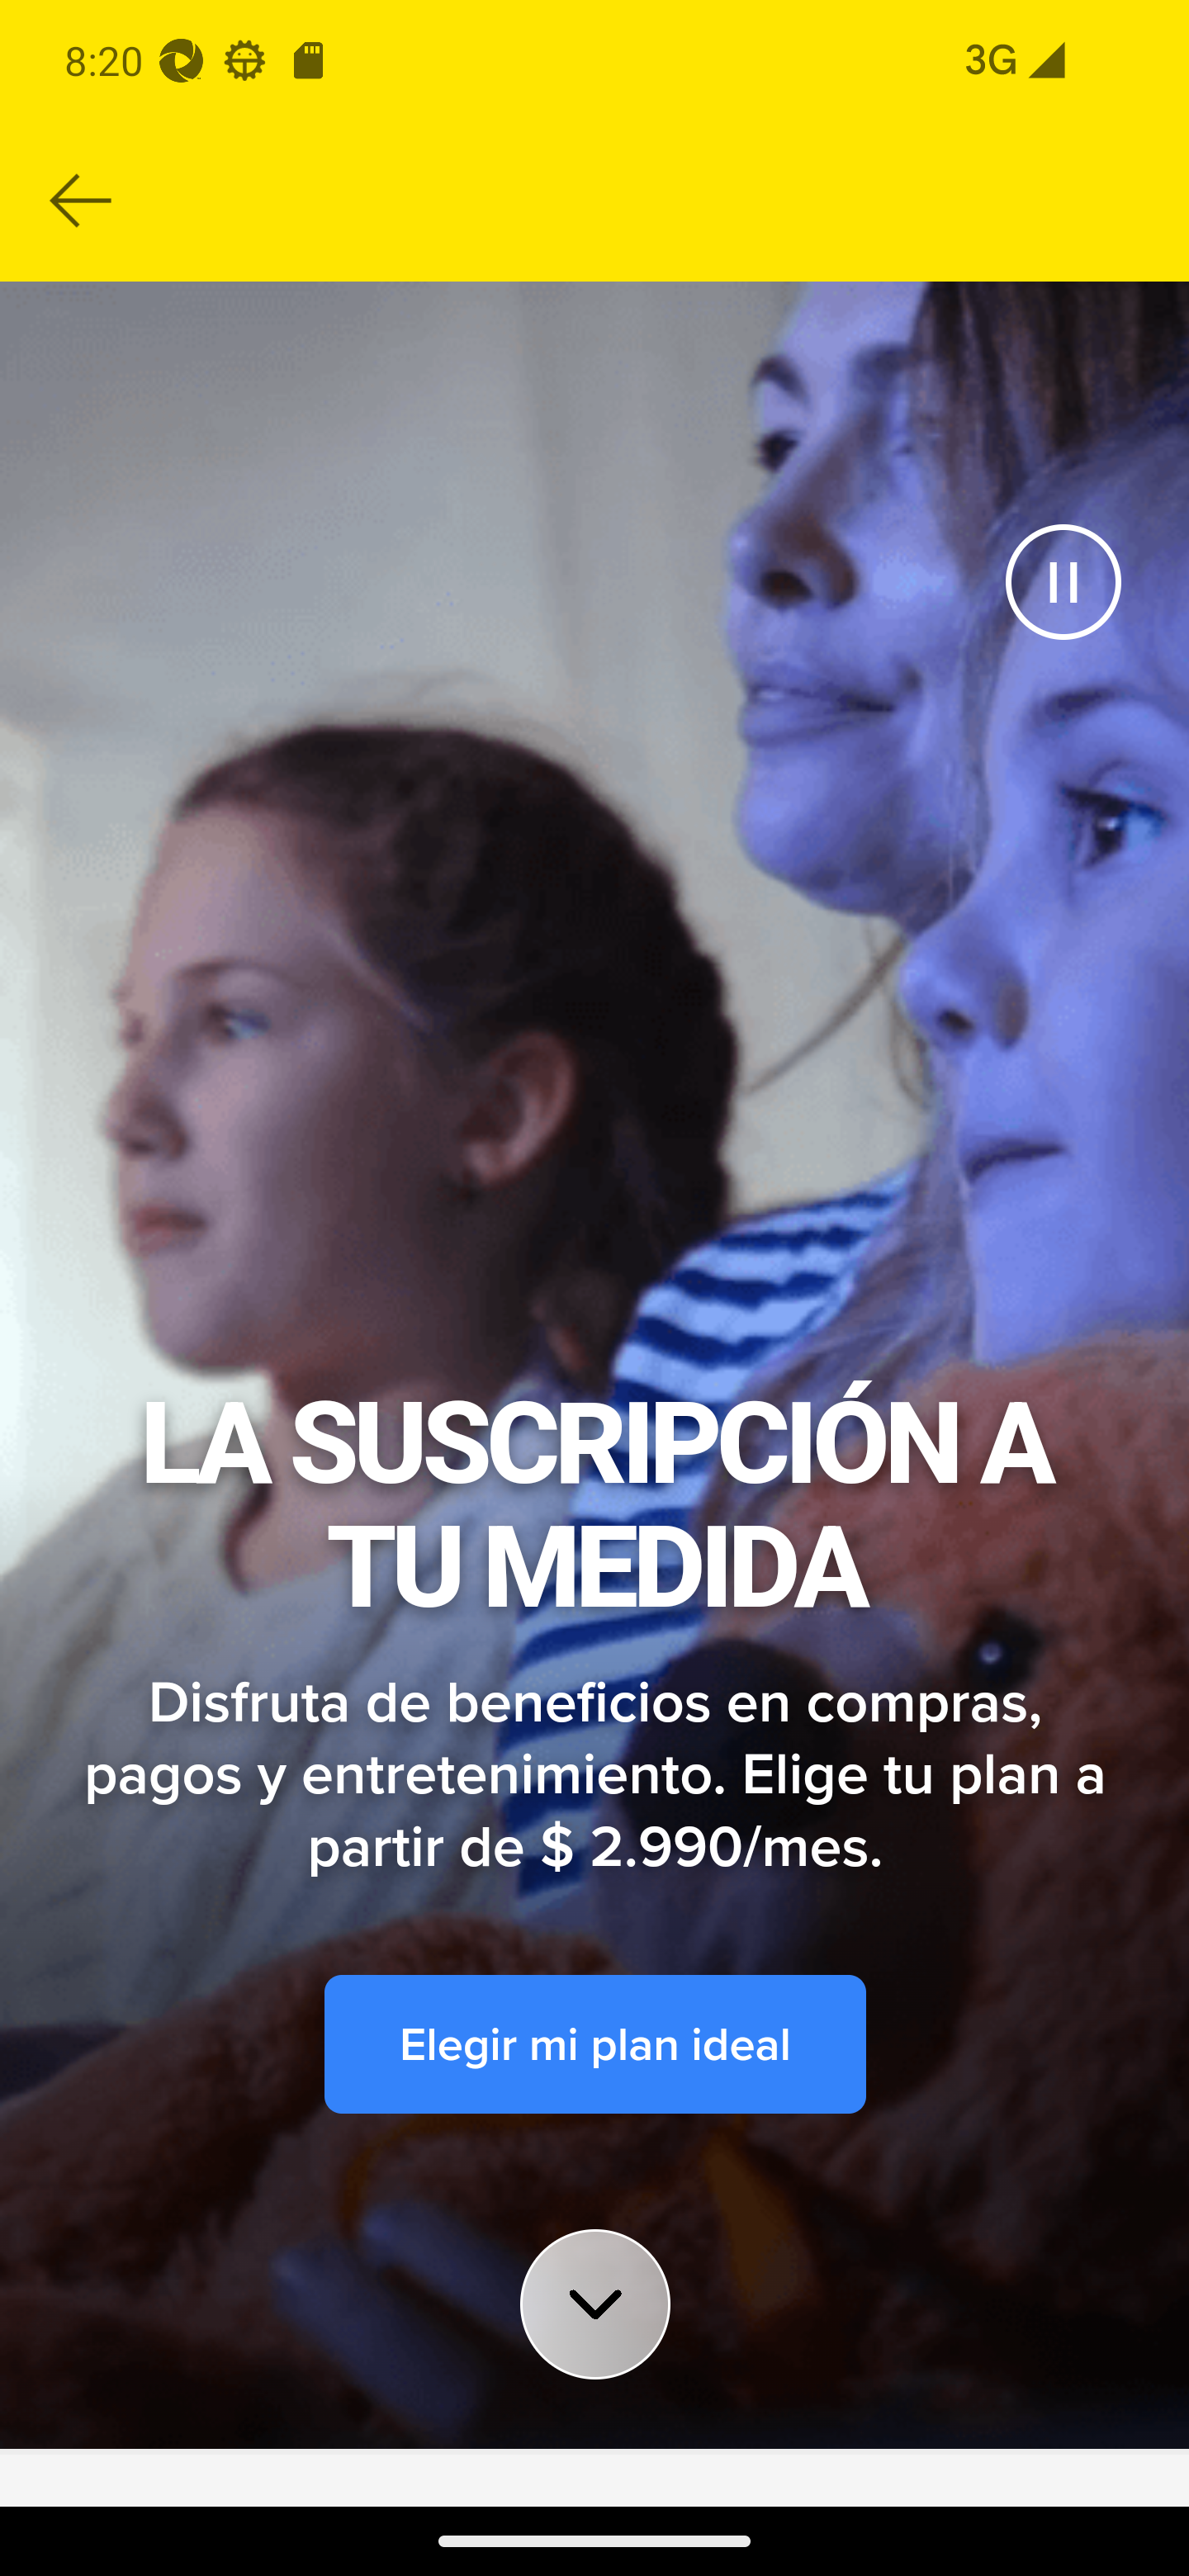 8:20
3G
LA SUSCRIPCIÓN A
TU MEDIDA
Disfruta de beneficios en compras,
pagos y entretenimiento. Elige tu plan a
partir de $ 2.990/mes.
Elegir mi plan ideal